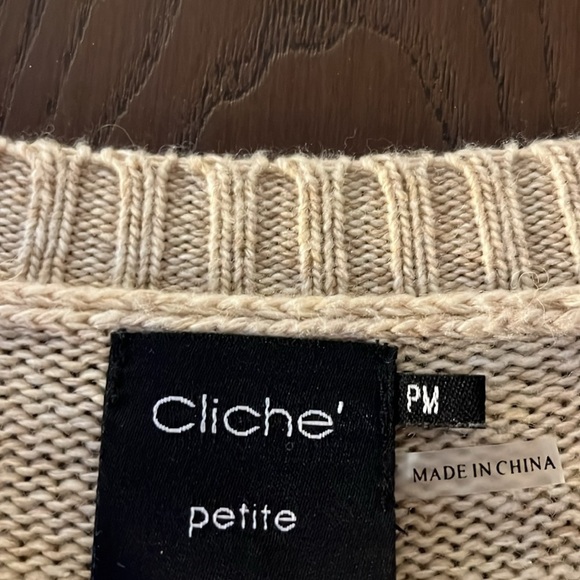 Cliche'
petite
PM
MADE IN CHINA